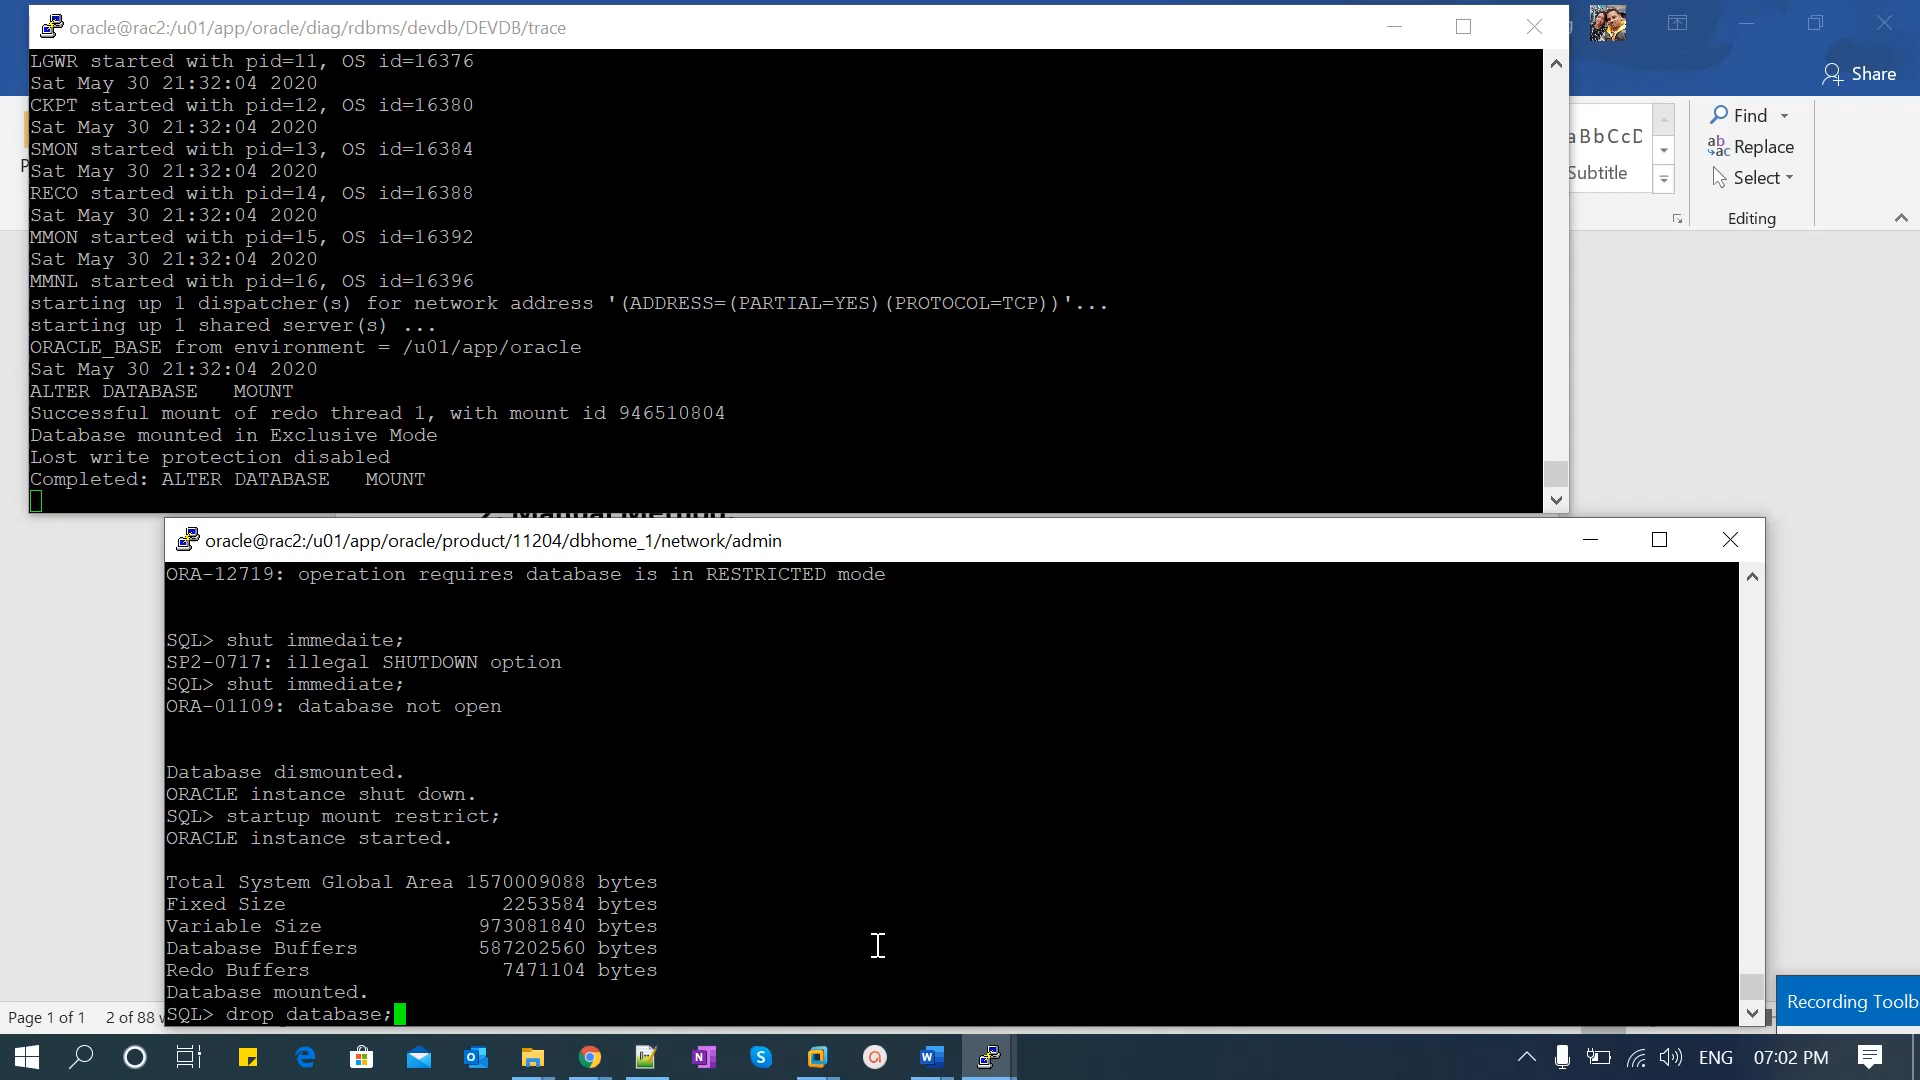 oracle@rac2:/u01/app/oracle/diag/rdbms/devdb/DEVDB/trace
LGWR started with pid=11, OS id=16376
Sat May 30 21:32:04 2020
CKPT started with pid=12, OS id=16380
Sat May 30 21:32:04 2020
SMON started with pid=13, OS id=16384
Sat May 30 21:32:04 2020
RECO started with pid=14, OS id=16388
Sat May 30 21:32:04 2020
MMON started with pid=15, OS id=16392
Sat May 30 21:32:04 2020
MMNL started with pid=16, OS id=16396
starting up 1 dispatcher(s) for network address '(ADDRESS=(PARTIAL=YES)(PROTOCOL=TCP))'...
starting up 1 shared server(s) ...
ORACLE_BASE from environment = /u01/app/oracle
Sat May 30 21:32:04 2020
ALTER DATABASE   MOUNT
Successful mount of redo thread 1, with mount id 946510804
Database mounted in Exclusive Mode
Lost write protection disabled
Completed: ALTER DATABASE   MOUNT
Share
Find
Replace
Select
Editing
aBbCcD
Subtitle
2. Manual Method:
oracle@rac2:/u01/app/oracle/product/11204/dbhome_1/network/admin
ORA-12719: operation requires database is in RESTRICTED mode
SQL> shut immedaite;
SP2-0717: illegal SHUTDOWN option
SQL> shut immediate;
ORA-01109: database not open
Database dismounted.
ORACLE instance shut down.
SQL> startup mount restrict;
ORACLE instance started.
Total System Global Area 1570009088 bytes
Fixed Size                  2253584 bytes
Variable Size             973081840 bytes
Database Buffers          587202560 bytes
Redo Buffers                7471104 bytes
Database mounted.
SQL> drop database;
Recording Toolb
Page 1 of 1   2 of 88
ENG   07:02 PM